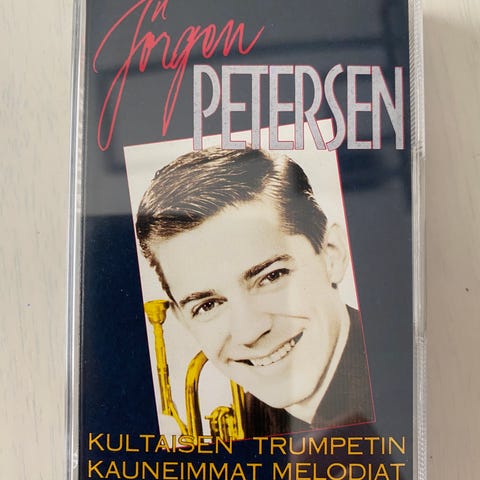 Jörgen
PETERSEN
KULTAISEN TRUMPETIN
KAUNEIMMAT MELODIAT